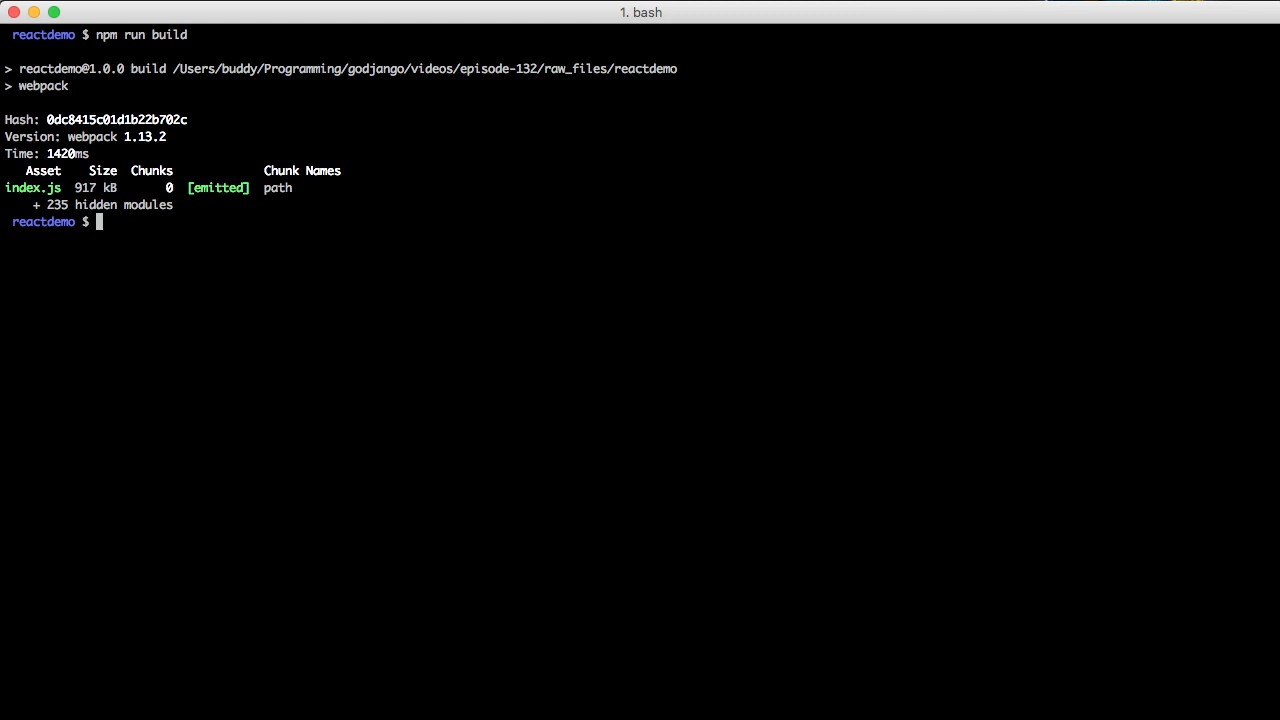 1. bash
reactdemo $ npm run build
> reactdemo@1.0.0 build /Users/buddy/Programming/godjango/videos/episode-132/raw_files/reactdemo
> webpack
Hash: 0dc8415c01d1b22b702c
Version: webpack 1.13.2
Time: 1420ms
Asset Size Chunks Chunk Names
index.js 917 kB 0 [emitted] path
+ 235 hidden modules
reactdemo $